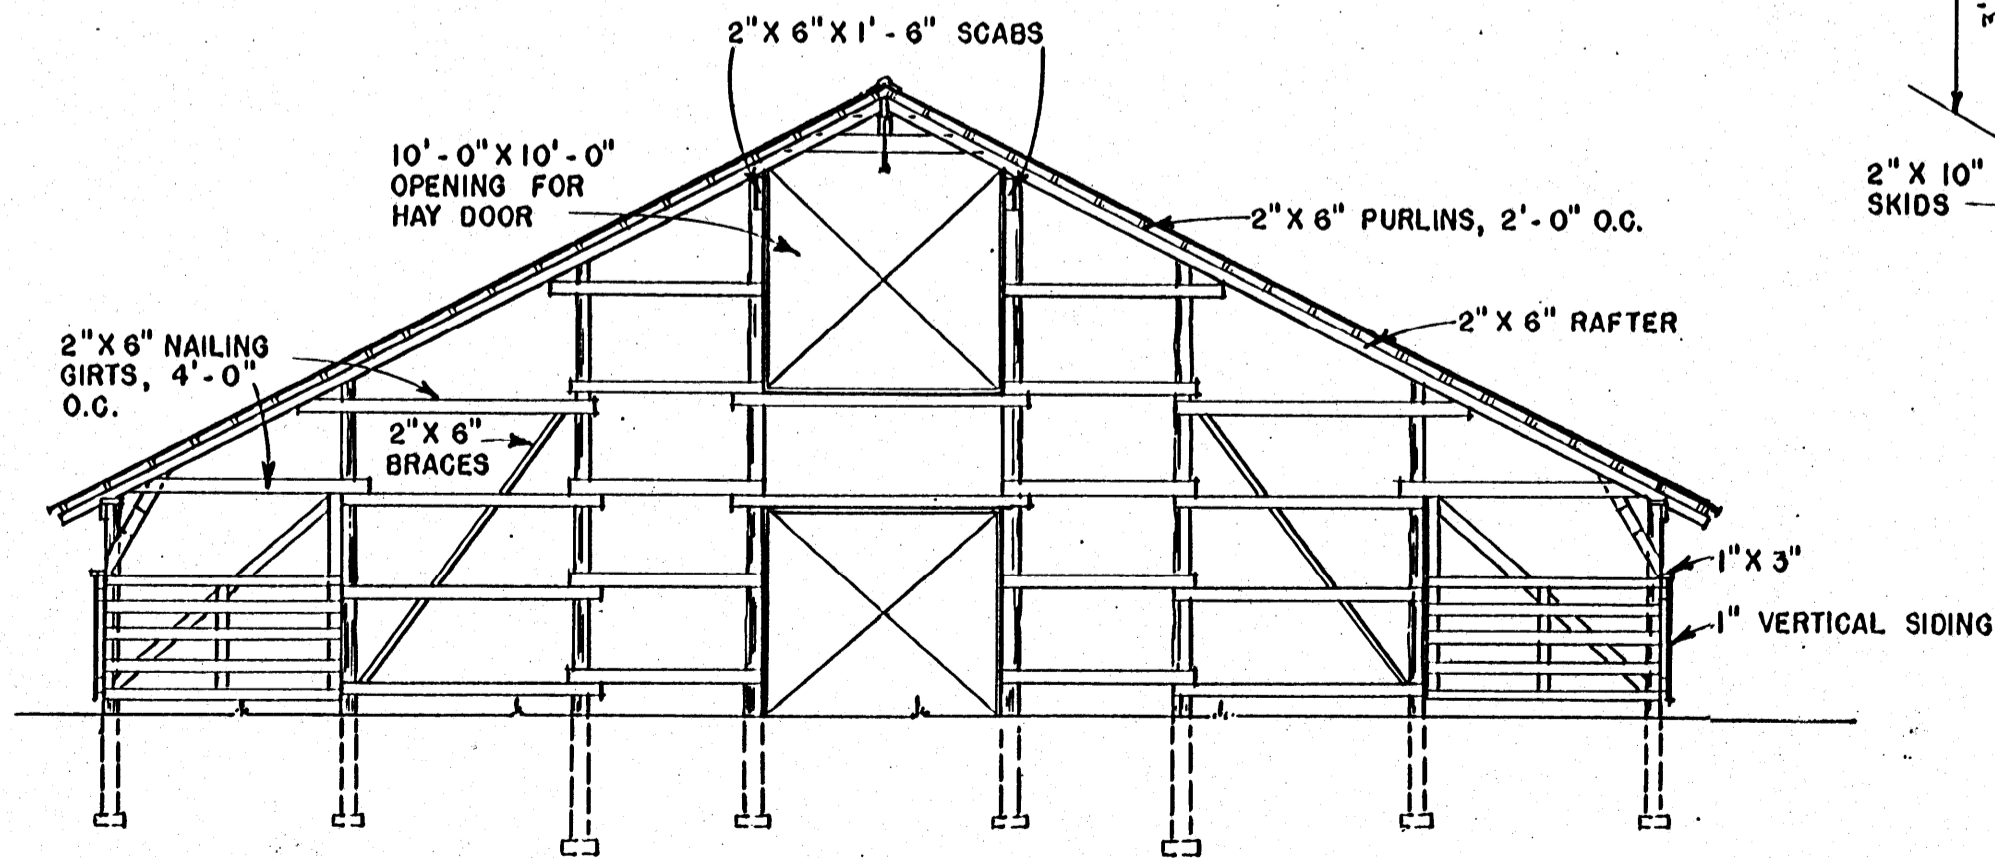 2" X 6" X 1' - 6" SCABS
10' - 0" X 10' - 0"
OPENING FOR
HAY DOOR
2" X 10"
SKIDS
2" X 6" PURLINS, 2' - 0" O.C.
2" X 6" RAFTER
2" X 6" NAILING
GIRTS, 4' - 0"
O.C.
2" X 6"
BRACES
1" X 3"
1" VERTICAL SIDING